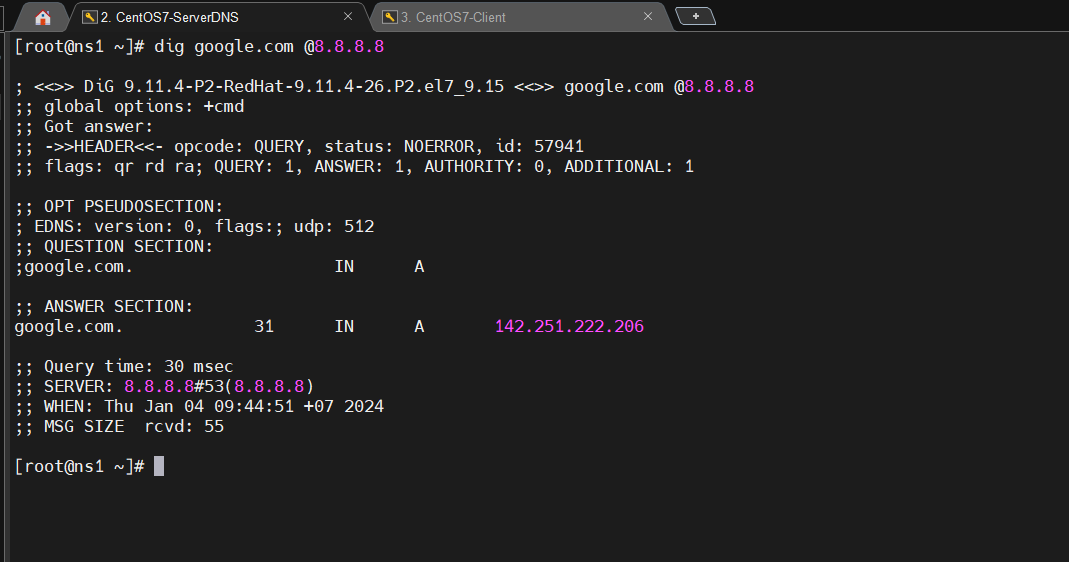 2. CentOS7-ServerDNS
3. CentOS7-Client
[root@ns1 ~]# dig google.com @8.8.8.8
; <<>> DiG 9.11.4-P2-RedHat-9.11.4-26.P2.el7_9.15 <<>> google.com @8.8.8.8
;; global options: +cmd
;; Got answer:
;; ->>HEADER<<- opcode: QUERY, status: NOERROR, id: 57941
;; flags: qr rd ra; QUERY: 1, ANSWER: 1, AUTHORITY: 0, ADDITIONAL: 1
;; OPT PSEUDOSECTION:
; EDNS: version: 0, flags:; udp: 512
;; QUESTION SECTION:
;google.com. IN A
;; ANSWER SECTION:
google.com. 31 IN A 142.251.222.206
;; Query time: 30 msec
;; SERVER: 8.8.8.8#53(8.8.8.8)
;; WHEN: Thu Jan 04 09:44:51 +07 2024
;; MSG SIZE  rcvd: 55
[root@ns1 ~]#